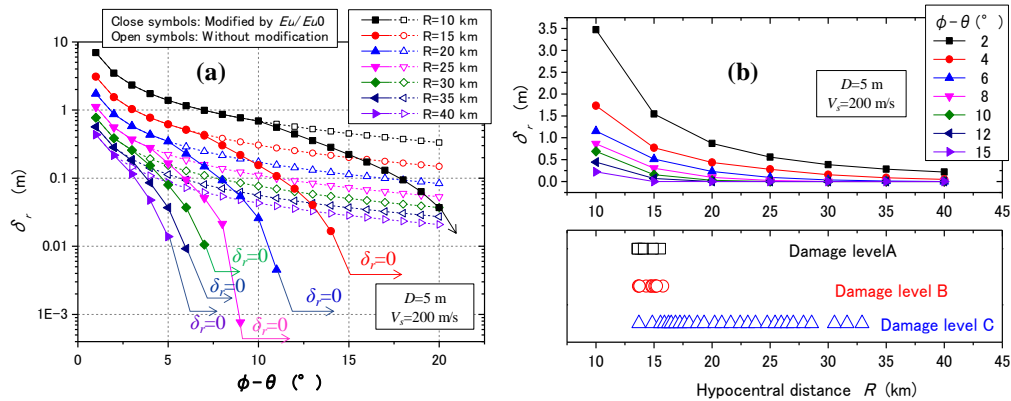 Close symbols: Modified by Eu/Eu0
Open symbols: Without modification
(a)
R=10 km
R=15 km
R=20 km
R=25 km
R=30 km
R=35 km
R=40 km
10
1
0.1
0.01
1E−3
δr (m)
δr=0
δr=0
δr=0
δr=0
δr=0
δr=0
D=5 m
Vs=200 m/s
0 5 10 15 20
ϕ−θ (°)
(b)
ϕ−θ(°)
2
4
6
8
10
12
15
D=5 m
Vs=200 m/s
3.5
3.0
2.5
2.0
1.5
1.0
0.5
0.0
δr (m)
10 15 20 25 30 35 40 45
Damage levelA
Damage level B
Damage level C
10 15 20 25 30 35 40 45
Hypocentral distance R (km)